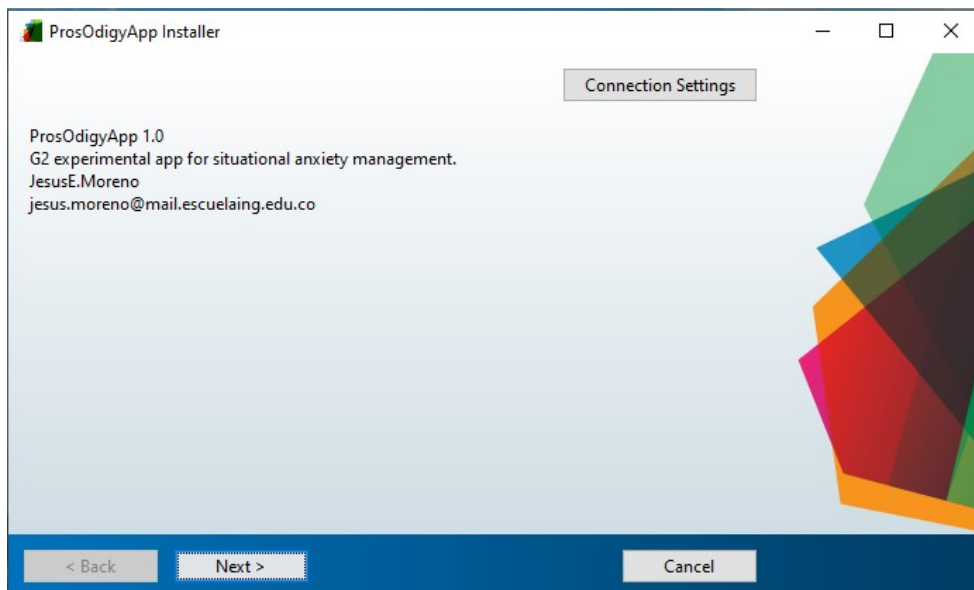 ProsOdigyApp Installer
Connection Settings
ProsOdigyApp 1.0
G2 experimental app for situational anxiety management.
JesusE.Moreno
jesus.moreno@mail.escuelaing.edu.co
< Back
Next >
Cancel